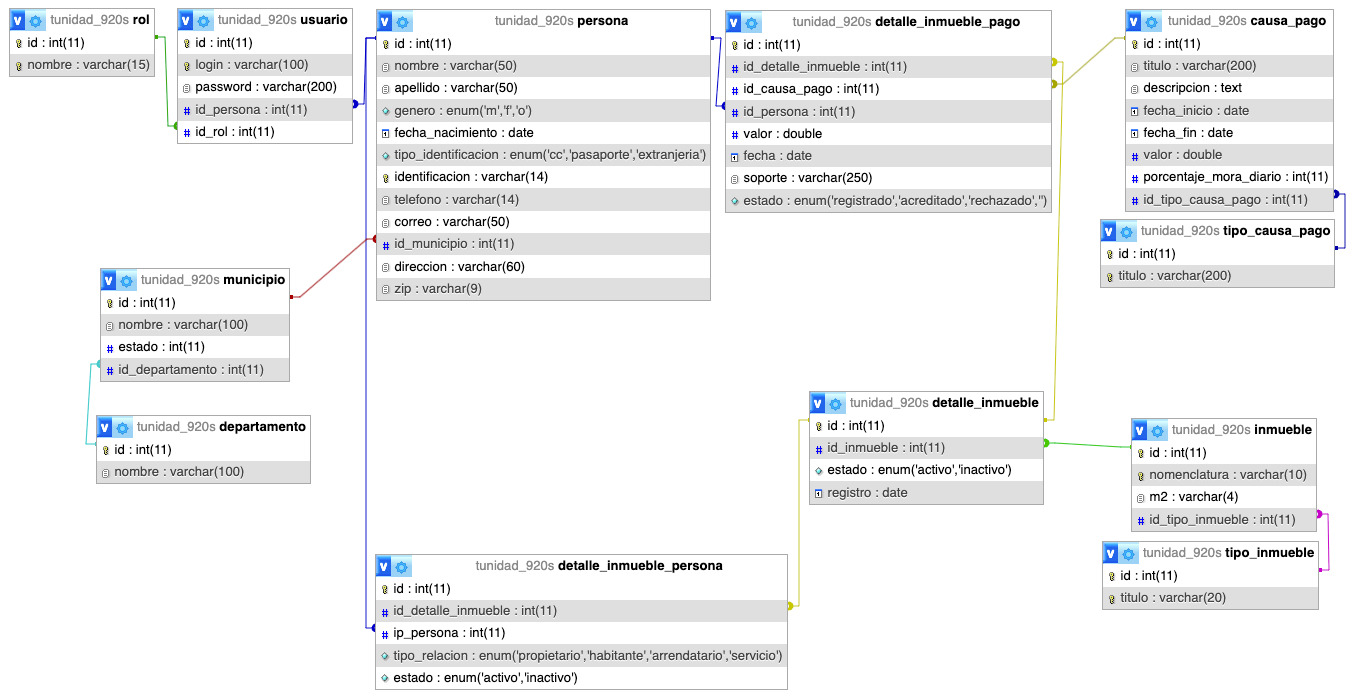 tunidad_920s rol
id : int(11)
nombre : varchar(15)
tunidad_920s usuario
id : int(11)
login : varchar(100)
password : varchar(200)
id_persona : int(11)
id_rol : int(11)
tunidad_920s persona
id : int(11)
nombre : varchar(50)
apellido : varchar(50)
genero : enum('m','f','o')
fecha_nacimiento : date
tipo_identificacion : enum('cc','pasaporte','extranjeria')
identificacion : varchar(14)
telefono : varchar(14)
correo : varchar(50)
id_municipio : int(11)
direccion : varchar(60)
zip : varchar(9)
tunidad_920s detalle_inmueble_pago
id : int(11)
id_detalle_inmueble : int(11)
id_causa_pago : int(11)
id_persona : int(11)
valor : double
fecha : date
soporte : varchar(250)
estado : enum('registrado','acreditado','rechazado','')
tunidad_920s causa_pago
id : int(11)
titulo : varchar(200)
descripcion : text
fecha_inicio : date
fecha_fin : date
valor : double
porcentaje_mora_diario : int(11)
id_tipo_causa_pago : int(11)
tunidad_920s tipo_causa_pago
id : int(11)
titulo : varchar(200)
tunidad_920s municipio
id : int(11)
nombre : varchar(100)
estado : int(11)
id_departamento : int(11)
tunidad_920s departamento
id : int(11)
nombre : varchar(100)
tunidad_920s detalle_inmueble
id : int(11)
id_inmueble : int(11)
estado : enum('activo','inactivo')
registro : date
tunidad_920s inmueble
id : int(11)
nomenclatura : varchar(10)
m2 : varchar(4)
id_tipo_inmueble : int(11)
tunidad_920s tipo_inmueble
id : int(11)
titulo : varchar(20)
tunidad_920s detalle_inmueble_persona
id : int(11)
id_detalle_inmueble : int(11)
ip_persona : int(11)
tipo_relacion : enum('propietario','habitante','arrendatario','servicio')
estado : enum('activo','inactivo')